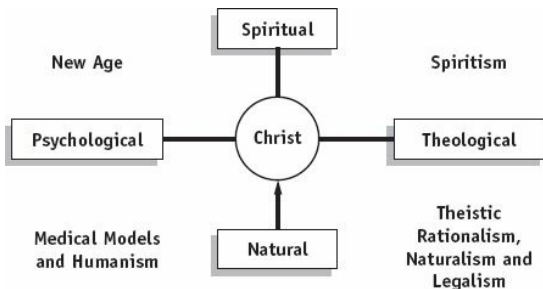 Spiritual
New Age
Spiritism
Psychological
Christ
Theological
Medical Models
and Humanism
Natural
Theistic
Rationalism,
Naturalism and
Legalism